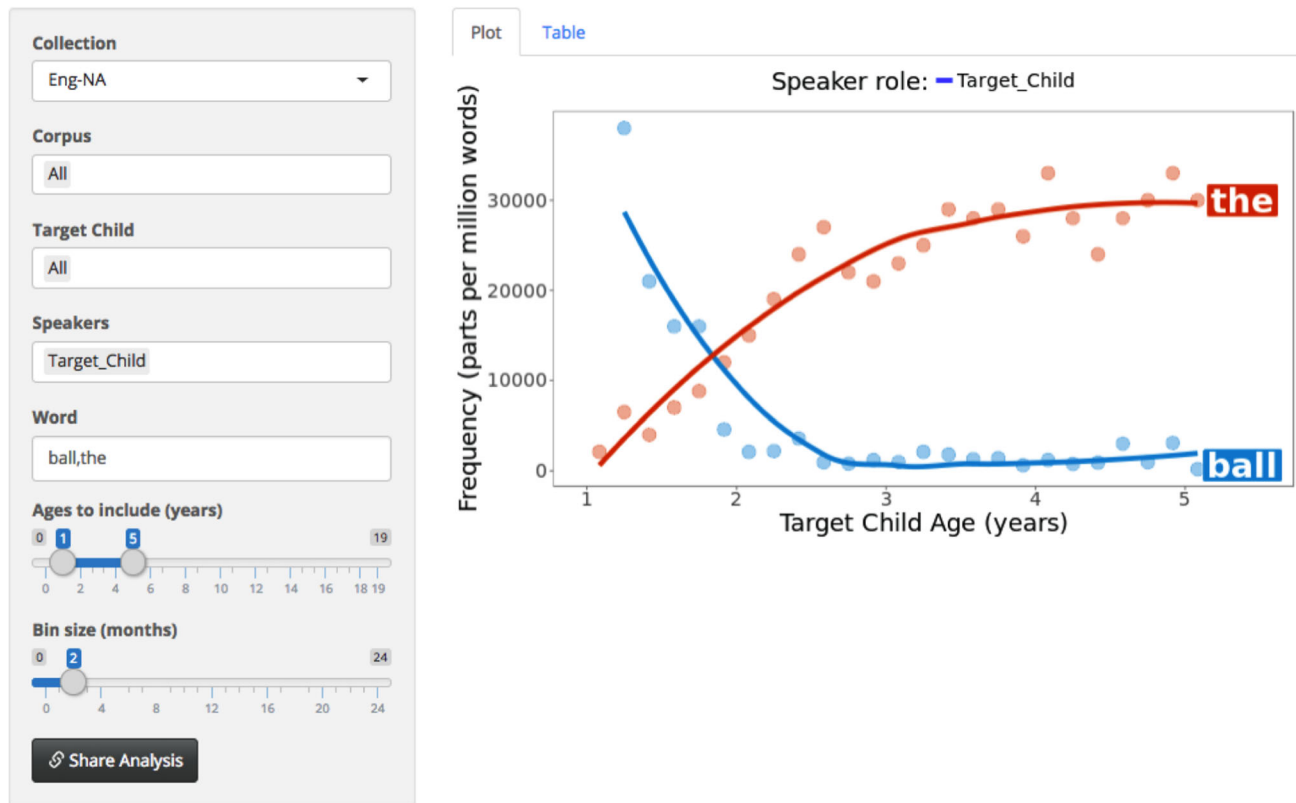 Collection
Eng-NA
Corpus
All
Target Child
All
Speakers
Target_Child
Word
ball,the
Ages to include (years)
0 1 5 19
0 2 4 6 8 10 12 14 16 18 19
Bin size (months)
0 2 24
0 4 8 12 16 20 24
Share Analysis
Plot Table
Speaker role: Target_Child
Frequency (parts per million words)
30000
20000
10000
0
the
ball
1 2 3 4 5
Target Child Age (years)